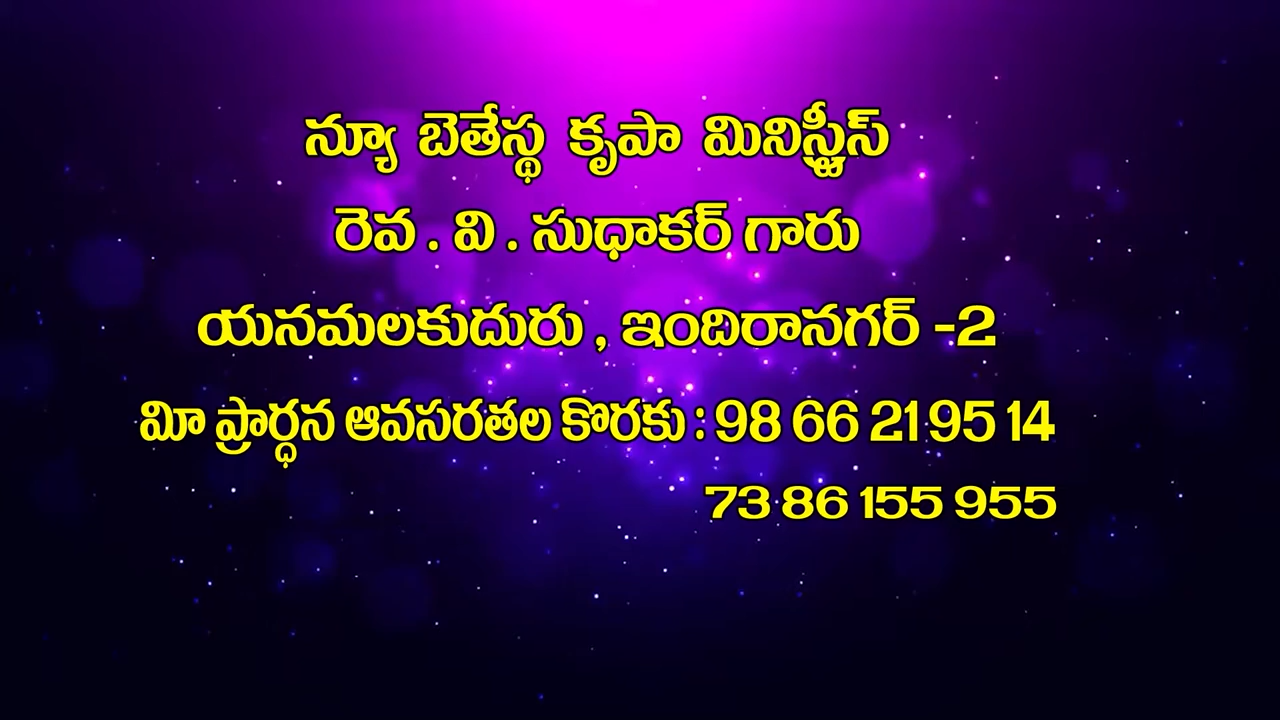 న్యూ బెతేస్థ కృపా మినిస్ట్రీస్
రెవ . వి . సుధాకర్ గారు
యనమలకుదురు , ఇందిరానగర్ -2
మీ ప్రార్ధన ఆవసరతల కొరకు : 98 66 21 95 14
73 86 155 955